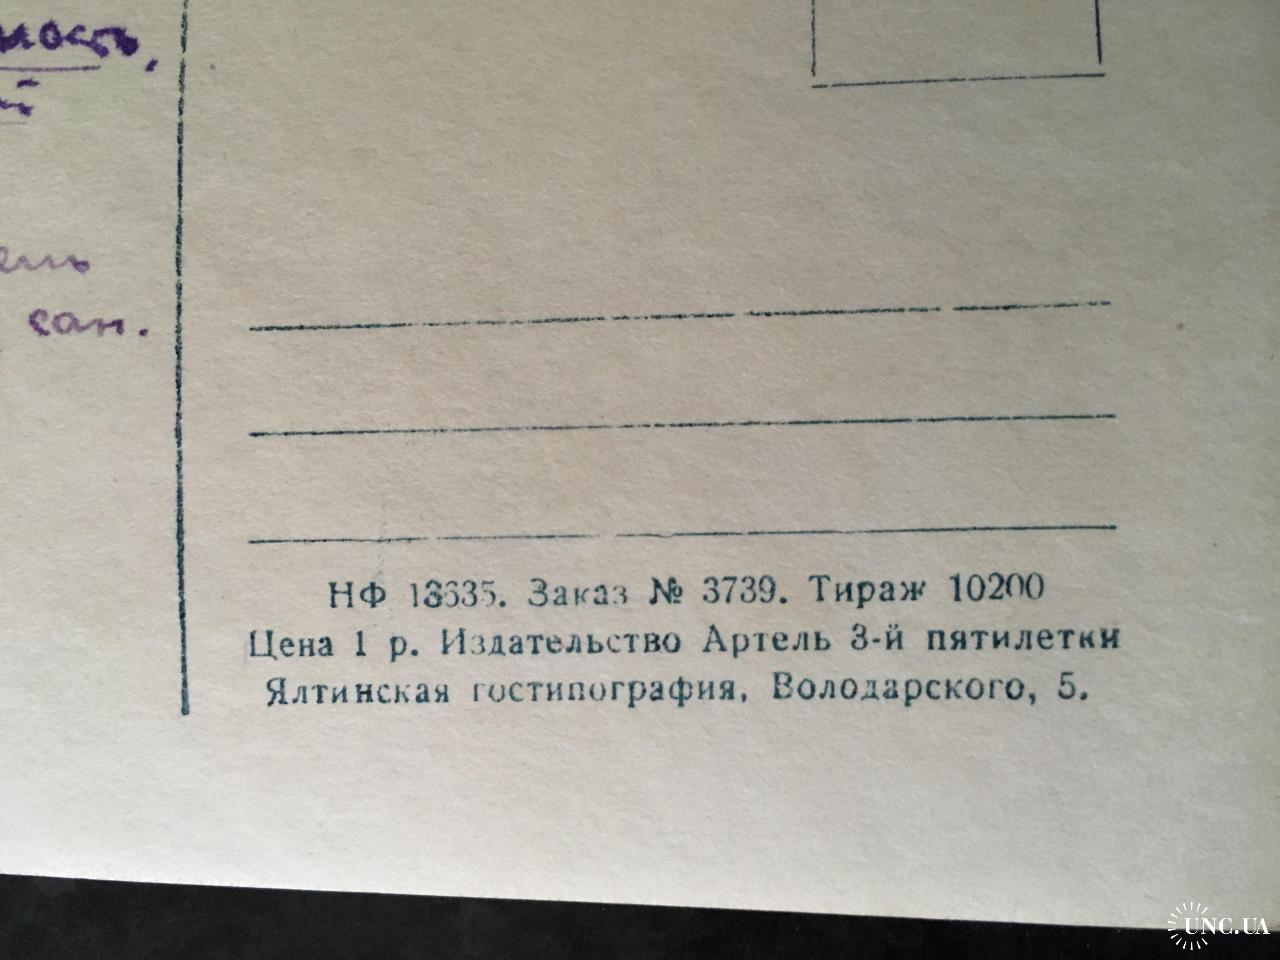 сан.
НФ 13635. Заказ № 3739. Тираж 10200
Цена 1 р. Издательство Артель 3-й пятилетки
Ялтинская гостипография, Володарского, 5.
UNC.UA